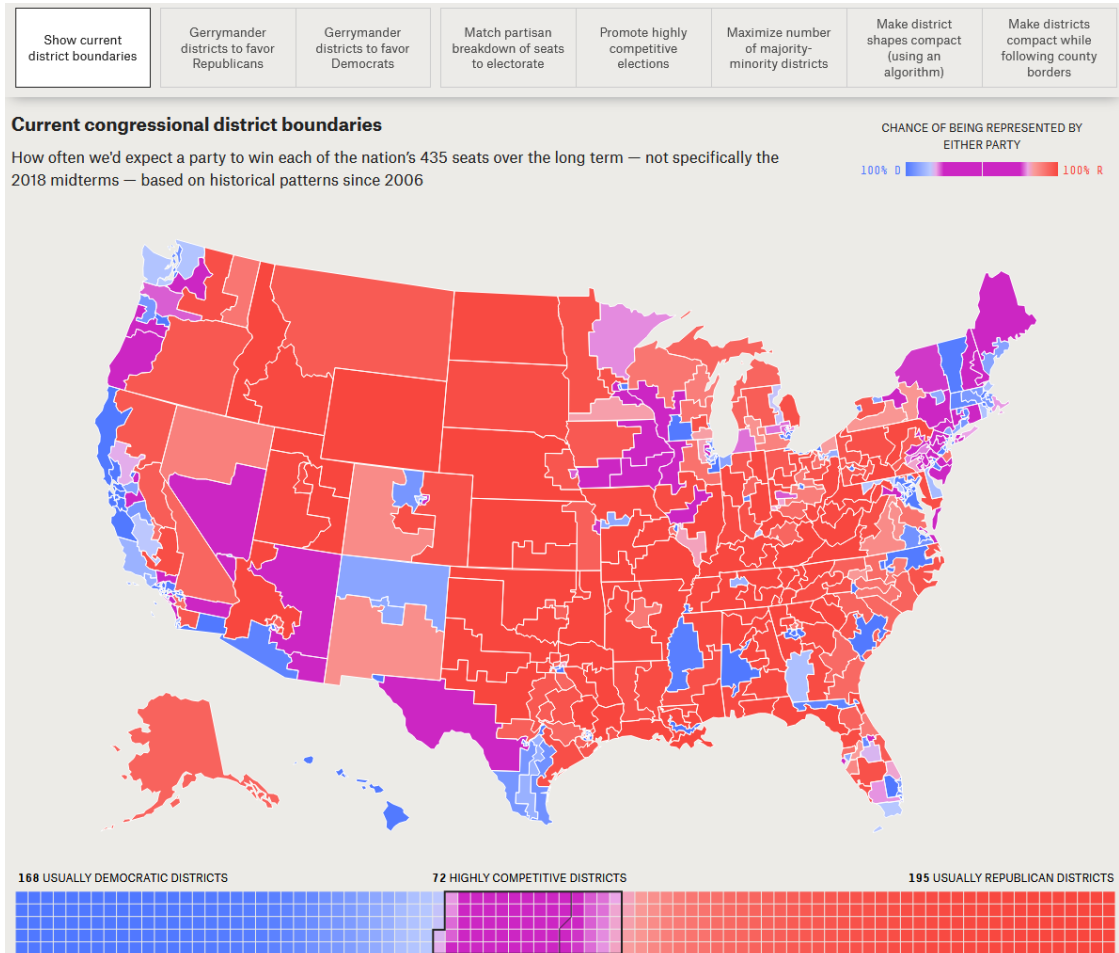 Show current
district boundaries
Gerrymander
districts to favor
Republicans
Gerrymander
districts to favor
Democrats
Match partisan
breakdown of seats
to electorate
Promote highly
competitive
elections
Maximize number
of majority-
minority districts
Make district
shapes compact
(using an
algorithm)
Make districts
compact while
following county
borders
Current congressional district boundaries
How often we'd expect a party to win each of the nation's 435 seats over the long term — not specifically the
2018 midterms — based on historical patterns since 2006
CHANCE OF BEING REPRESENTED BY
EITHER PARTY
100% D
100% R
168 USUALLY DEMOCRATIC DISTRICTS
72 HIGHLY COMPETITIVE DISTRICTS
195 USUALLY REPUBLICAN DISTRICTS